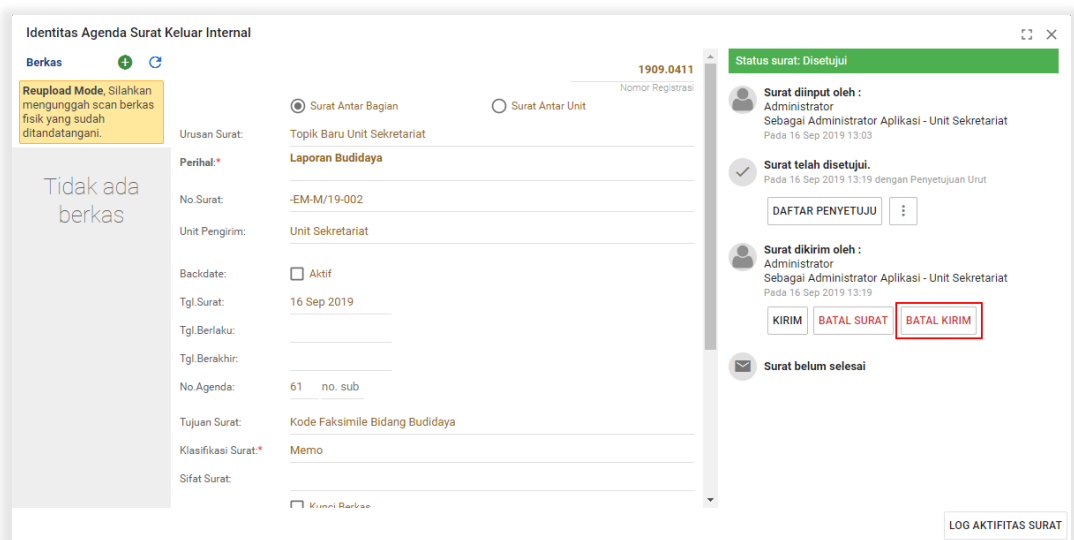 Identitas Agenda Surat Keluar Internal
Berkas
Reupload Mode, Silahkan
mengunggah scan berkas
fisik yang sudah
ditandatangani.
Tidak ada
berkas
1909.0411
Nomor Registrasi
Surat Antar Bagian
Surat Antar Unit
Urusan Surat: Topik Baru Unit Sekretariat
Perihal:* Laporan Budidaya
No.Surat: -EM-M/19-002
Unit Pengirim: Unit Sekretariat
Backdate: Aktif
Tgl.Surat: 16 Sep 2019
Tgl.Berlaku:
Tgl.Berakhir:
No.Agenda: 61 no. sub
Tujuan Surat: Kode Faksimile Bidang Budidaya
Klasifikasi Surat:* Memo
Sifat Surat:
Kunci Berkas
Status surat: Disetujui
Surat diinput oleh :
Administrator
Sebagai Administrator Aplikasi - Unit Sekretariat
Pada 16 Sep 2019 13:03
Surat telah disetujui.
Pada 16 Sep 2019 13:19 dengan Penyetujuan Urut
DAFTAR PENYETUJU
Surat dikirim oleh :
Administrator
Sebagai Administrator Aplikasi - Unit Sekretariat
Pada 16 Sep 2019 13:19
KIRIM BATAL SURAT BATAL KIRIM
Surat belum selesai
LOG AKTIFITAS SURAT